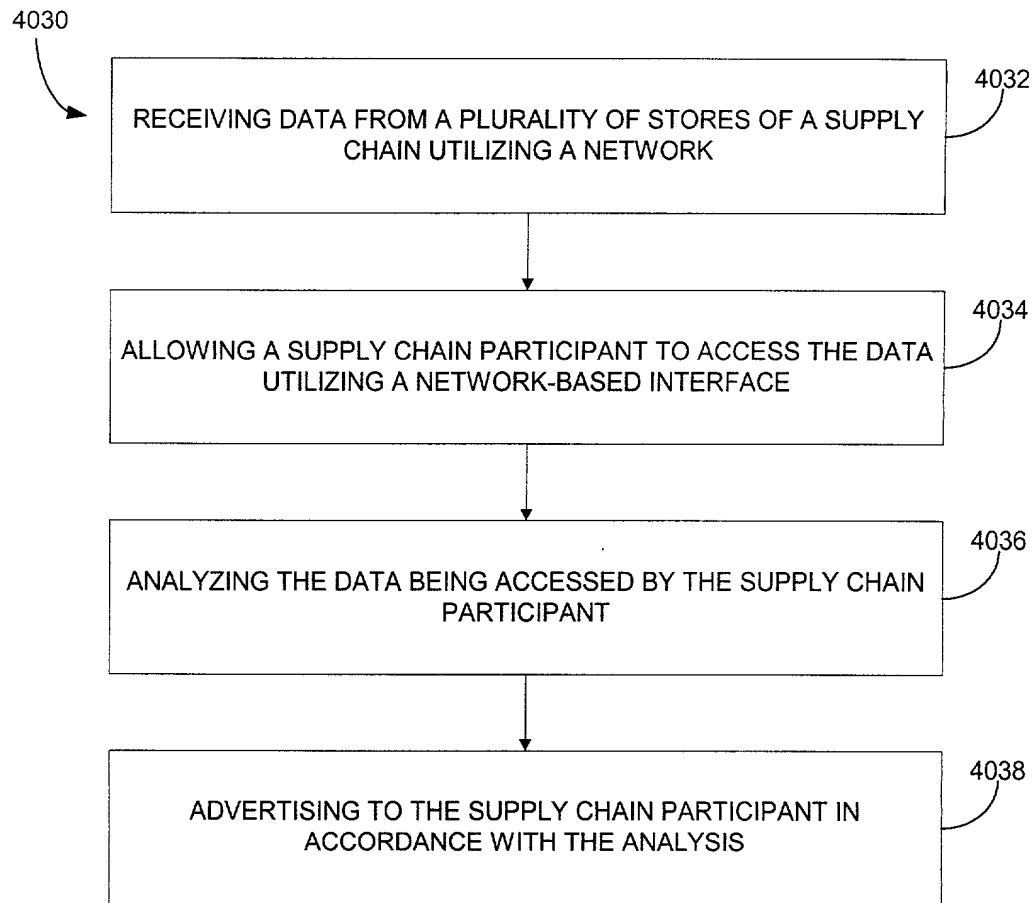 4030
4032
RECEIVING DATA FROM A PLURALITY OF STORES OF A SUPPLY
CHAIN UTILIZING A NETWORK
4034
ALLOWING A SUPPLY CHAIN PARTICIPANT TO ACCESS THE DATA
UTILIZING A NETWORK-BASED INTERFACE
4036
ANALYZING THE DATA BEING ACCESSED BY THE SUPPLY CHAIN
PARTICIPANT
4038
ADVERTISING TO THE SUPPLY CHAIN PARTICIPANT IN
ACCORDANCE WITH THE ANALYSIS